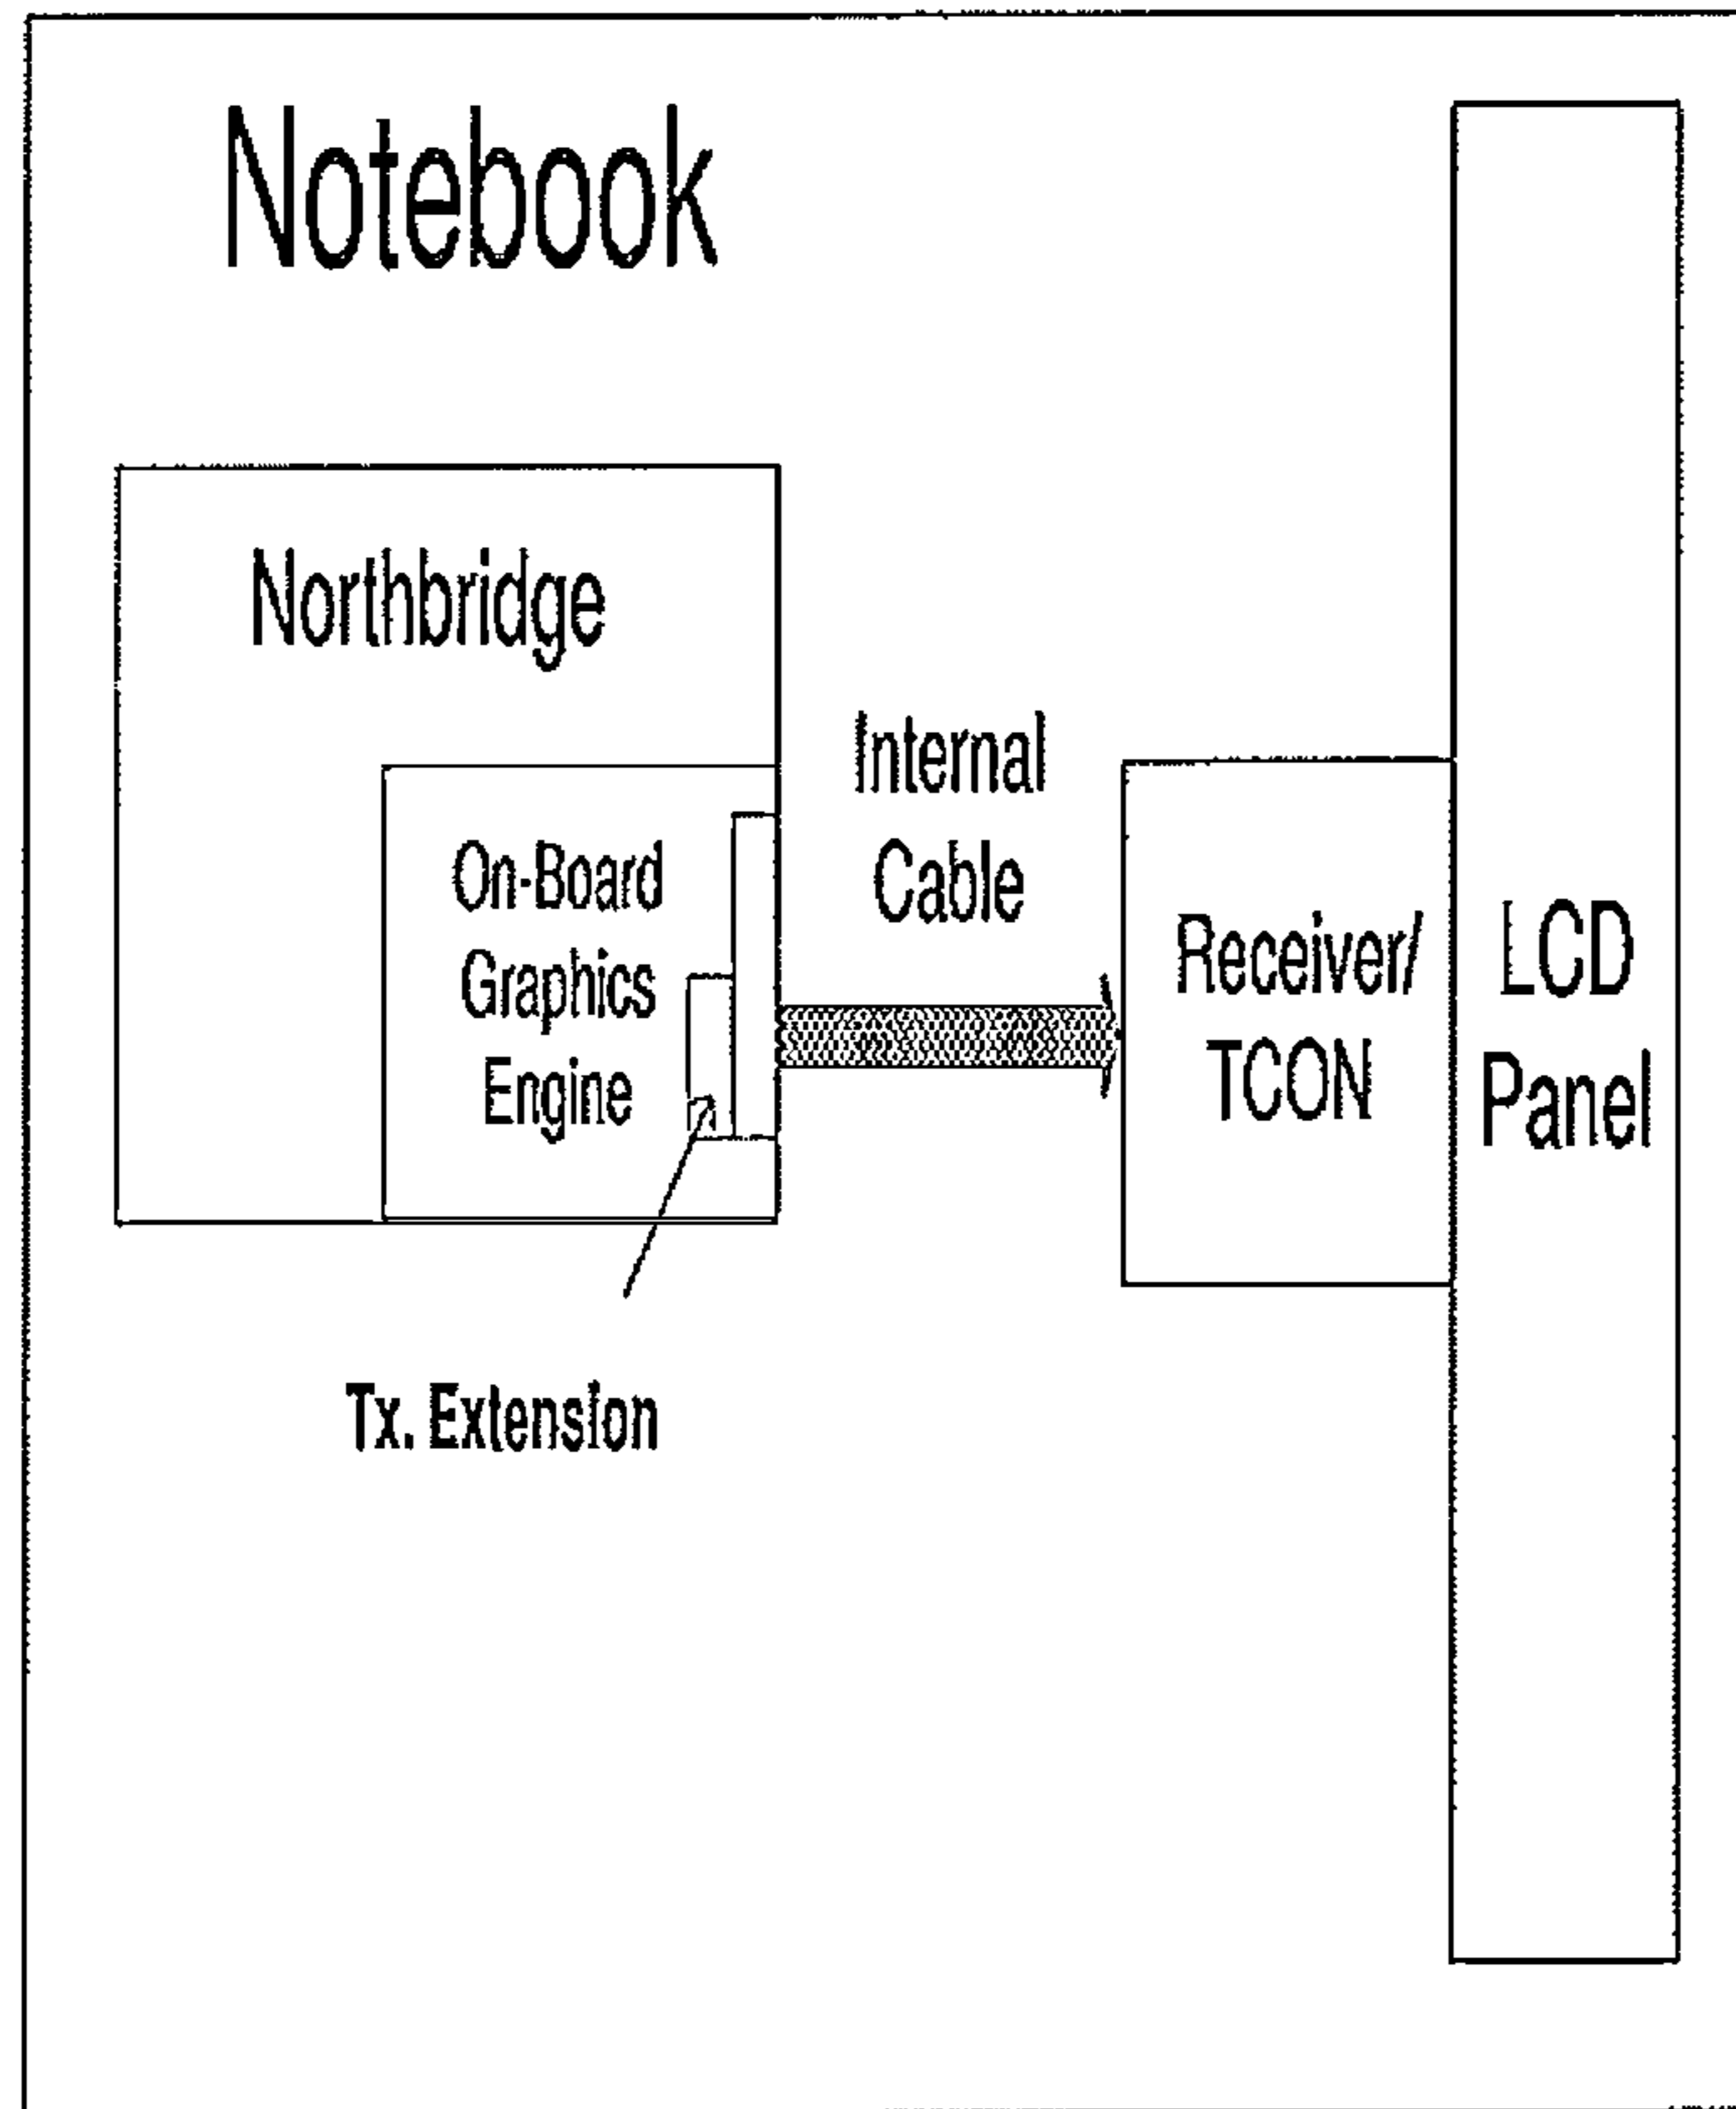 Notebook
Northbridge
Internal
Cable
On-Board
Graphics
Engine
Receiver/
TCON
LCD
Panel
Tx. Extension